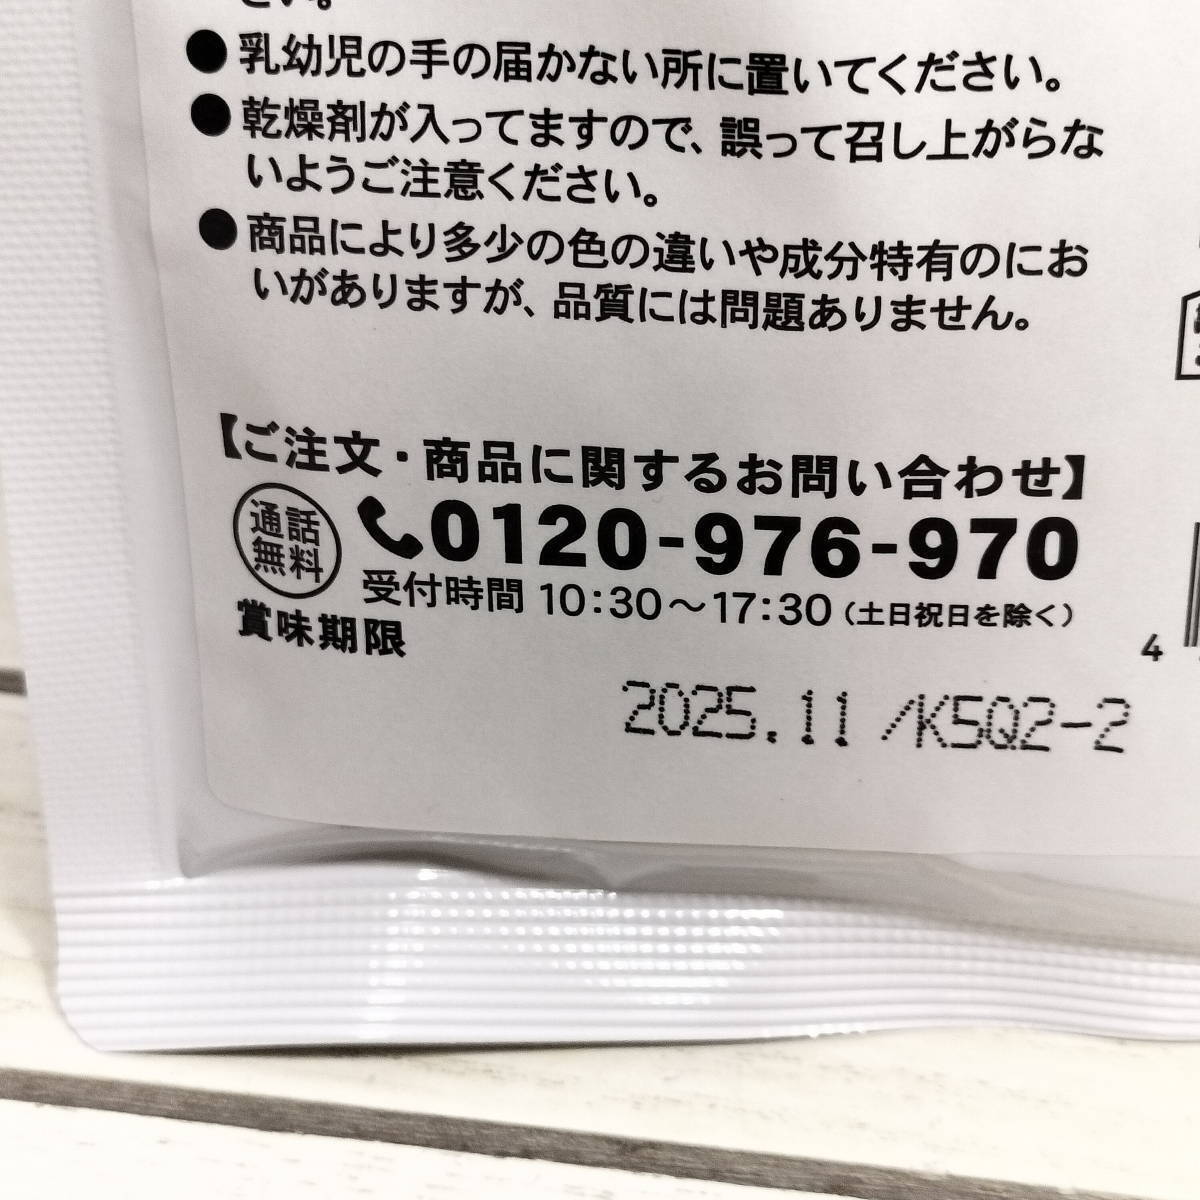 さい。
●乳幼児の手の届かない所に置いてください。
●乾燥剤が入ってますので、誤って召し上がらな
いようご注意ください。
●商品により多少の色の違いや成分特有のにお
いがありますが、品質には問題ありません。
【ご注文・商品に関するお問い合わせ】
通話
無料
0120-976-970
受付時間 10:30～17:30（土日祝日を除く）
賞味期限
4
2025.11 /K5Q2-2